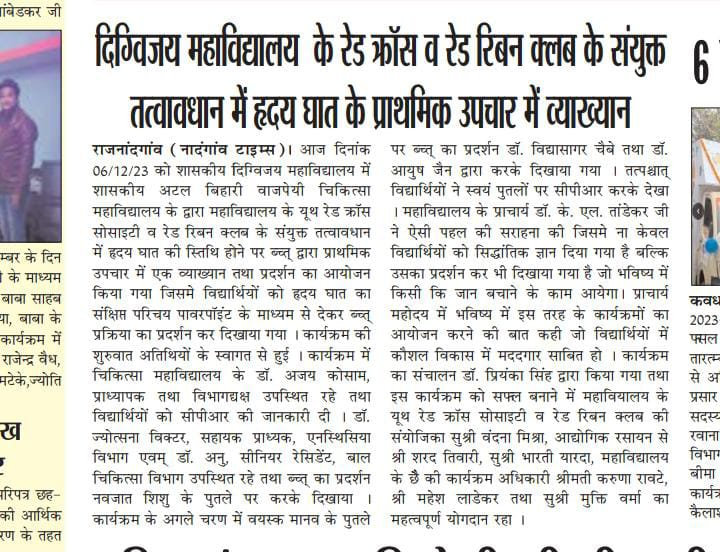 ांबेडकर जी
म्बर के दिन
ी के माध्यम
बाबा साहब
या, बाबा के
कार्यक्रम में
राजेन्द्र वैध,
मटेके,ज्योति
ख
र
रिपत्र छह-
की आर्थिक
रण के तहत
दिग्विजय महाविद्यालय के रेड क्रॉस व रेड रिबन क्लब के संयुक्त
तत्वावधान में हृदय घात के प्राथमिक उपचार में व्याख्यान
राजनांदगांव (नादंगांव टाइम्स)। आज दिनांक
06/12/23 को शासकीय दिग्विजय महाविद्यालय में
शासकीय अटल बिहारी वाजपेयी चिकित्सा
महाविद्यालय के द्वारा महाविद्यालय के यूथ रेड क्रॉस
सोसाइटी व रेड रिबन क्लब के संयुक्त तत्वावधान
में हृदय घात की स्तिथि होने पर ब्च्त् द्वारा प्राथमिक
उपचार में एक व्याख्यान तथा प्रदर्शन का आयोजन
किया गया जिसमे विद्यार्थियों को हृदय घात का
संक्षिप्त परिचय पावरपॉइंट के माध्यम से देकर ब्च्त्
प्रक्रिया का प्रदर्शन कर दिखाया गया । कार्यक्रम की
शुरुवात अतिथियों के स्वागत से हुई । कार्यक्रम में
चिकित्सा महाविद्यालय के डॉ. अजय कोसाम,
प्राध्यापक तथा विभागद्यक्ष उपस्थित रहे तथा
विद्यार्थियों को सीपीआर की जानकारी दी । डॉ.
ज्योत्सना विक्टर, सहायक प्राध्यक, एनस्थिसिया
विभाग एवम् डॉ. अनु, सीनियर रेसिडेंट, बाल
चिकित्सा विभाग उपस्थित रहे तथा ब्च्त् का प्रदर्शन
नवजात शिशु के पुतले पर करके दिखाया ।
कार्यक्रम के अगले चरण में वयस्क मानव के पुतले
पर ब्च्त् का प्रदर्शन डॉ. विद्यासागर चैबे तथा डॉ.
आयुष जैन द्वारा करके दिखाया गया । तत्पश्चात्
विद्यार्थियों ने स्वयं पुतलों पर सीपीआर करके देखा
। महाविद्यालय के प्राचार्य डॉ. के. एल. तांडेकर जी
ने ऐसी पहल की सराहना की जिसमे ना केवल
विद्यार्थियों को सिद्धांतिक ज्ञान दिया गया है बल्कि
उसका प्रदर्शन कर भी दिखाया गया है जो भविष्य में
किसी कि जान बचाने के काम आयेगा। प्राचार्य
महोदय में भविष्य में इस तरह के कार्यक्रमों का
आयोजन करने की बात कही जो विद्यार्थियों में
कौशल विकास में मददगार साबित हो । कार्यक्रम
का संचालन डॉ. प्रियंका सिंह द्वारा किया गया तथा
इस कार्यक्रम को सफ्ल बनाने में महावियालय के
यूथ रेड क्रॉस सोसाइटी व रेड रिबन क्लब की
संयोजिका सुश्री वंदना मिश्रा, आद्योगिक रसायन से
श्री शरद तिवारी, सुश्री भारती यारदा, महाविद्यालय
के छै की कार्यक्रम अधिकारी श्रीमती करुणा रावटे,
श्री महेश लाडेकर तथा सुश्री मुक्ति वर्मा का
महत्वपूर्ण योगदान रहा ।
6
कवध
2023-
फ्सल
तारतम्
से अ
प्रसार
सदस्य
रवाना
विभाग
बीमा
कार्यक्र
कैलाश